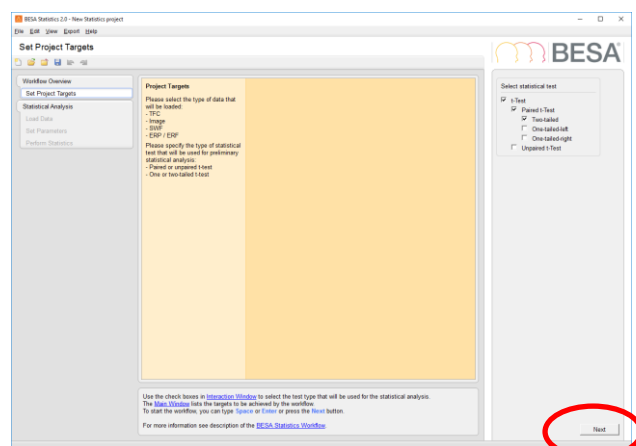 BESA Statistics 2.0 - New Statistics project
File Edit View Export Help
Set Project Targets
BESA
Workflow Overview
Set Project Targets
Statistical Analysis
Load Data
Set Parameters
Perform Statistics
Project Targets
Please select the type of data that
will be loaded:
- TFC
- Image
- SWF
- ERP / ERF
Please specify the type of statistical
test that will be used for preliminary
statistical analysis:
- Paired or unpaired t-test
- One or two-tailed t-test
Select statistical test
t-Test
Paired t-Test
Two-tailed
One-tailed-left
One-tailed-right
Unpaired t-Test
Use the check boxes in Interaction Window to select the test type that will be used for the statistical analysis.
The Main Window lists the targets to be achieved by the workflow.
To start the workflow, you can type Space or Enter or press the Next button.
For more information see description of the BESA Statistics Workflow.
Next